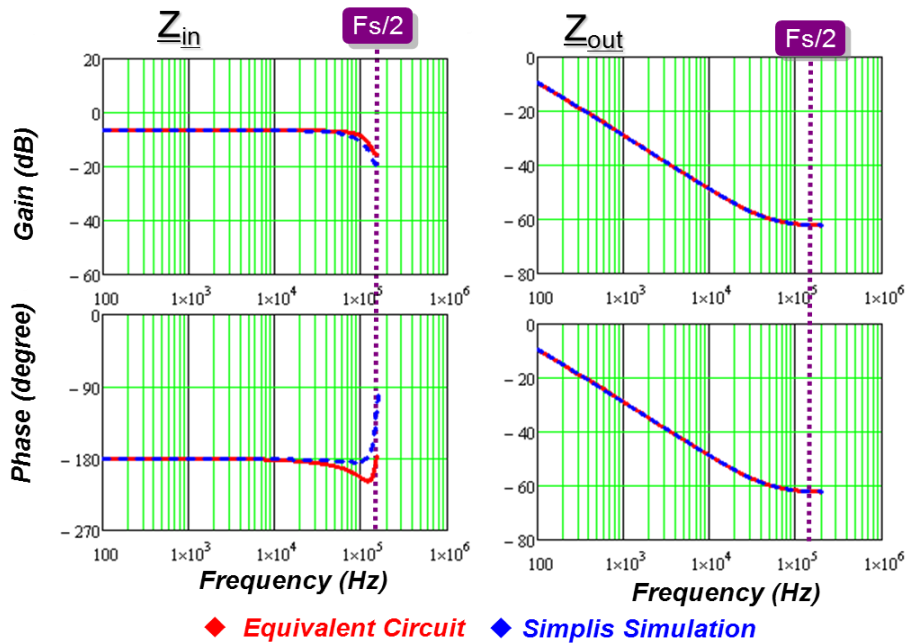 Z_in Fs/2 Z_out Fs/2
Gain (dB)
20
0
-20
-40
-60
100 1×10³ 1×10⁴ 1×10⁵ 1×10⁶
0
-20
-40
-60
-80
100 1×10³ 1×10⁴ 1×10⁵ 1×10⁶
Phase (degree)
0
-90
-180
-270
100 1×10³ 1×10⁴ 1×10⁵ 1×10⁶
Frequency (Hz)
0
-20
-40
-60
-80
100 1×10³ 1×10⁴ 1×10⁵ 1×10⁶
Frequency (Hz)
Equivalent Circuit Simplis Simulation